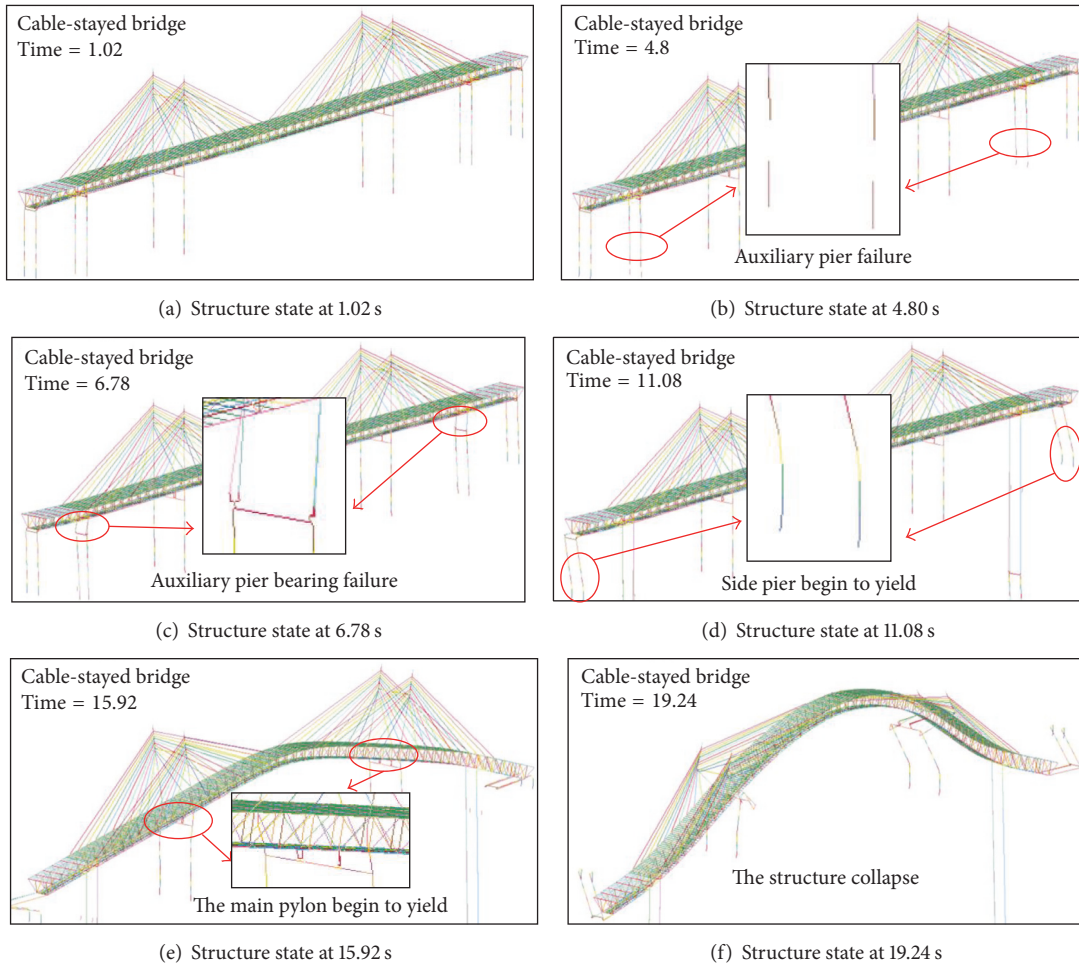 Cable-stayed bridge
Time = 1.02
(a) Structure state at 1.02 s
Cable-stayed bridge
Time = 4.8
Auxiliary pier failure
(b) Structure state at 4.80 s
Cable-stayed bridge
Time = 6.78
Auxiliary pier bearing failure
(c) Structure state at 6.78 s
Cable-stayed bridge
Time = 11.08
Side pier begin to yield
(d) Structure state at 11.08 s
Cable-stayed bridge
Time = 15.92
The main pylon begin to yield
(e) Structure state at 15.92 s
Cable-stayed bridge
Time = 19.24
The structure collapse
(f) Structure state at 19.24 s